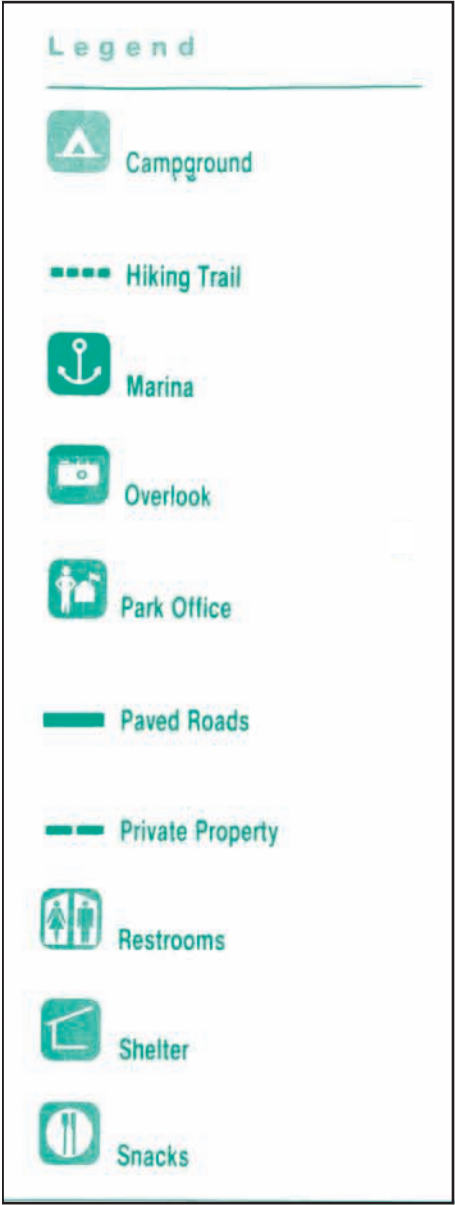 Legend
Campground
Hiking Trail
Marina
Overlook
Park Office
Paved Roads
Private Property
Restrooms
Shelter
Snacks